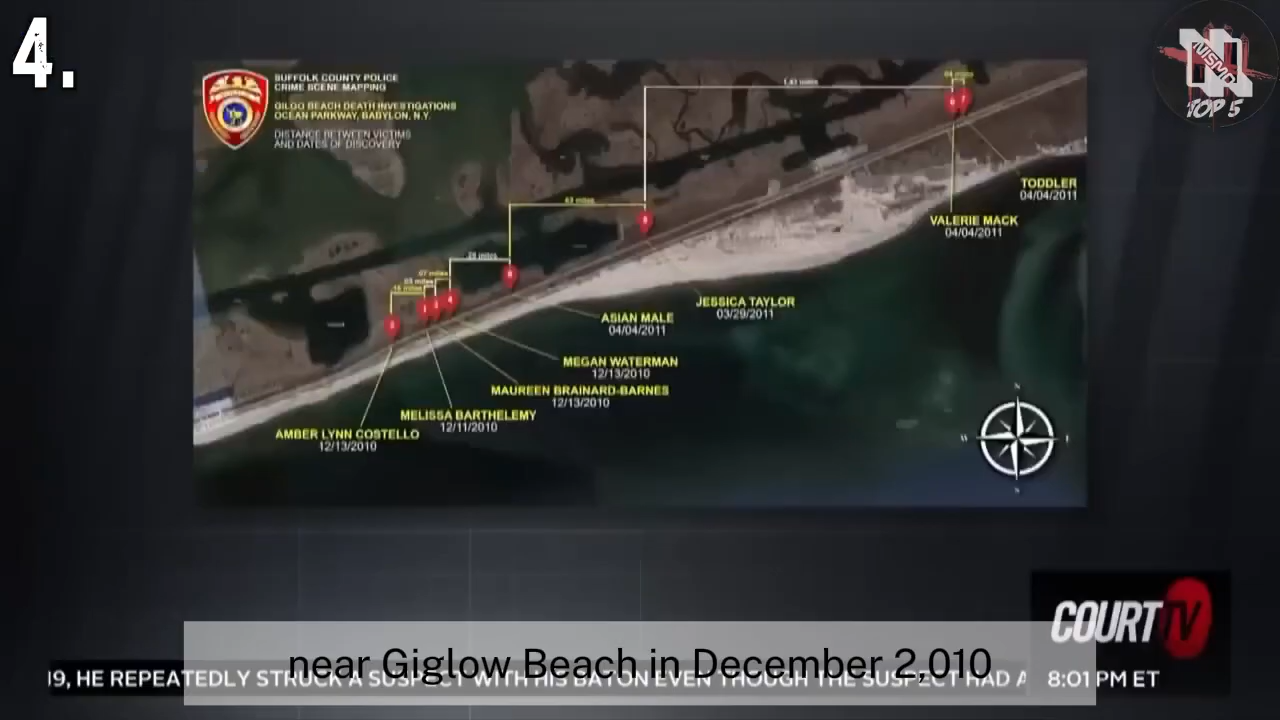 4.
NVISMO
TOP 5
SUFFOLK COUNTY POLICE
CRIME SCENE MAPPING
GILGO BEACH DEATH INVESTIGATIONS
OCEAN PARKWAY, BABYLON, N.Y.
DISTANCE BETWEEN VICTIMS
AND DATES OF DISCOVERY
TODDLER
04/04/2011
VALERIE MACK
04/04/2011
JESSICA TAYLOR
03/29/2011
ASIAN MALE
04/04/2011
MEGAN WATERMAN
12/13/2010
MAUREEN BRAINARD-BARNES
12/13/2010
MELISSA BARTHELEMY
12/11/2010
AMBER LYNN COSTELLO
12/13/2010
COURT TV
near Giglow Beach in December 2,010
19, HE REPEATEDLY STRUCK A SUSPECT WITH HIS BATON EVEN THOUGH THE SUSPECT HAD A
8:01 PM ET